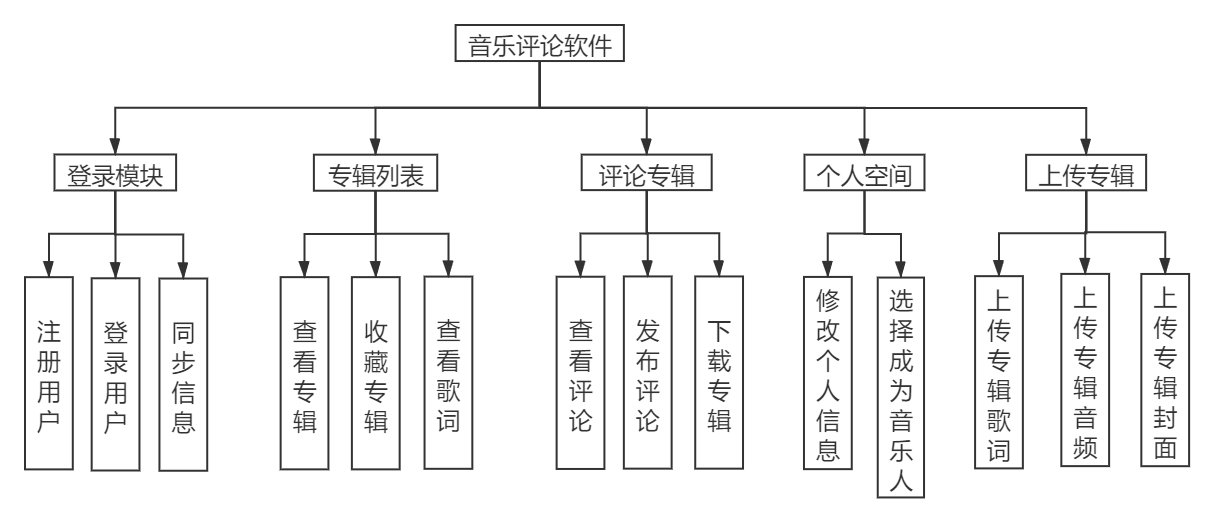 音乐评论软件
登录模块
专辑列表
评论专辑
个人空间
上传专辑
注册用户
登录用户
同步信息
查看专辑
收藏专辑
查看歌词
查看评论
发布评论
下载专辑
修改个人信息
选择成为音乐人
上传专辑歌词
上传专辑音频
上传专辑封面